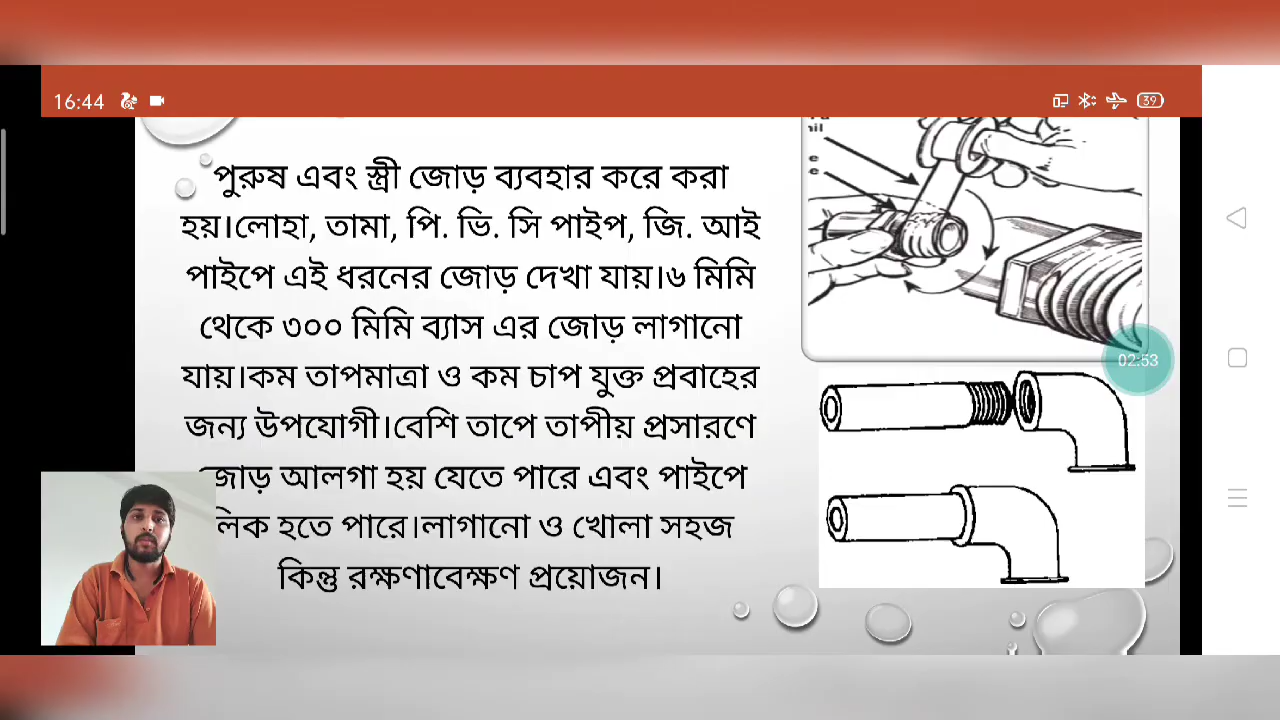 16:44
39
পুরুষ এবং স্ত্রী জোড় ব্যবহার করে করা
হয়।লোহা, তামা, পি. ভি. সি পাইপ, জি. আই
পাইপে এই ধরনের জোড় দেখা যায়।৬ মিমি
থেকে ৩০০ মিমি ব্যাস এর জোড় লাগানো
যায়।কম তাপমাত্রা ও কম চাপ যুক্ত প্রবাহের
জন্য উপযোগী।বেশি তাপে তাপীয় প্রসারণে
জোড় আলগা হয় যেতে পারে এবং পাইপে
লিক হতে পারে।লাগানো ও খোলা সহজ
কিন্তু রক্ষণাবেক্ষণ প্রয়োজন।
02:53